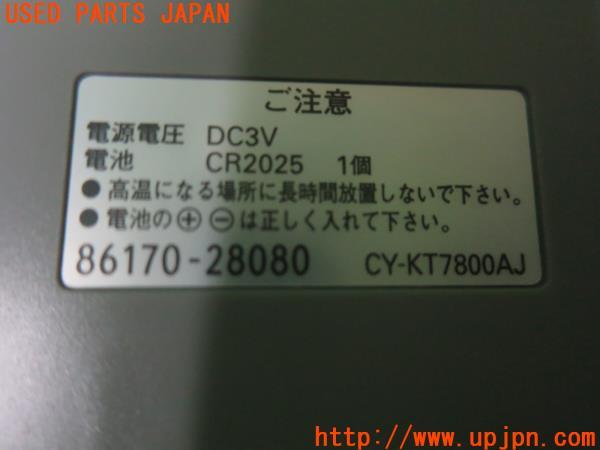 USED PARTS JAPAN
ご注意
電源電圧 DC3V
電池 CR2025 1個
●高温になる場所に長時間放置しないで下さい。
●電池の⊕⊖は正しく入れて下さい。
86170-28080 CY-KT7800AJ
http://www.upjpn.com/